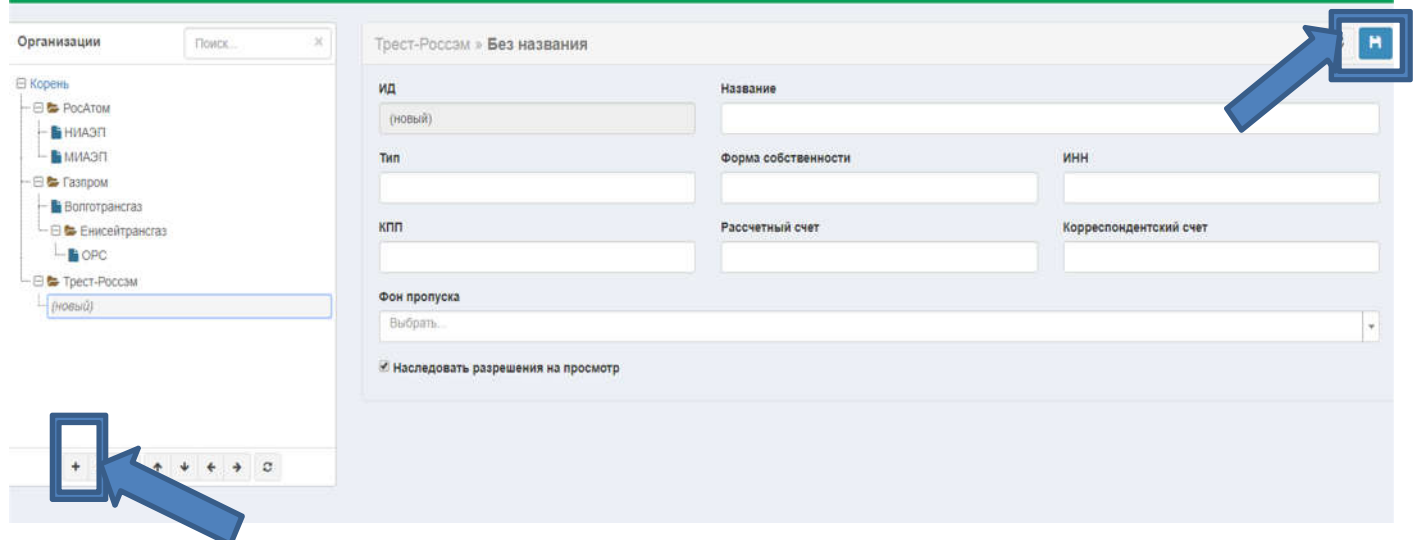 Организации
Поиск...
Корень
РосАтом
НИАЭП
МИАЭП
Газпром
Волготрансгаз
Енисейтрансгаз
ОРС
Трест-Россэм
(новый)
Трест-Россэм » Без названия
ИД
Название
(новый)
Тип
Форма собственности
ИНН
КПП
Рассчетный счет
Корреспондентский счет
Фон пропуска
Выбрать...
Наследовать разрешения на просмотр